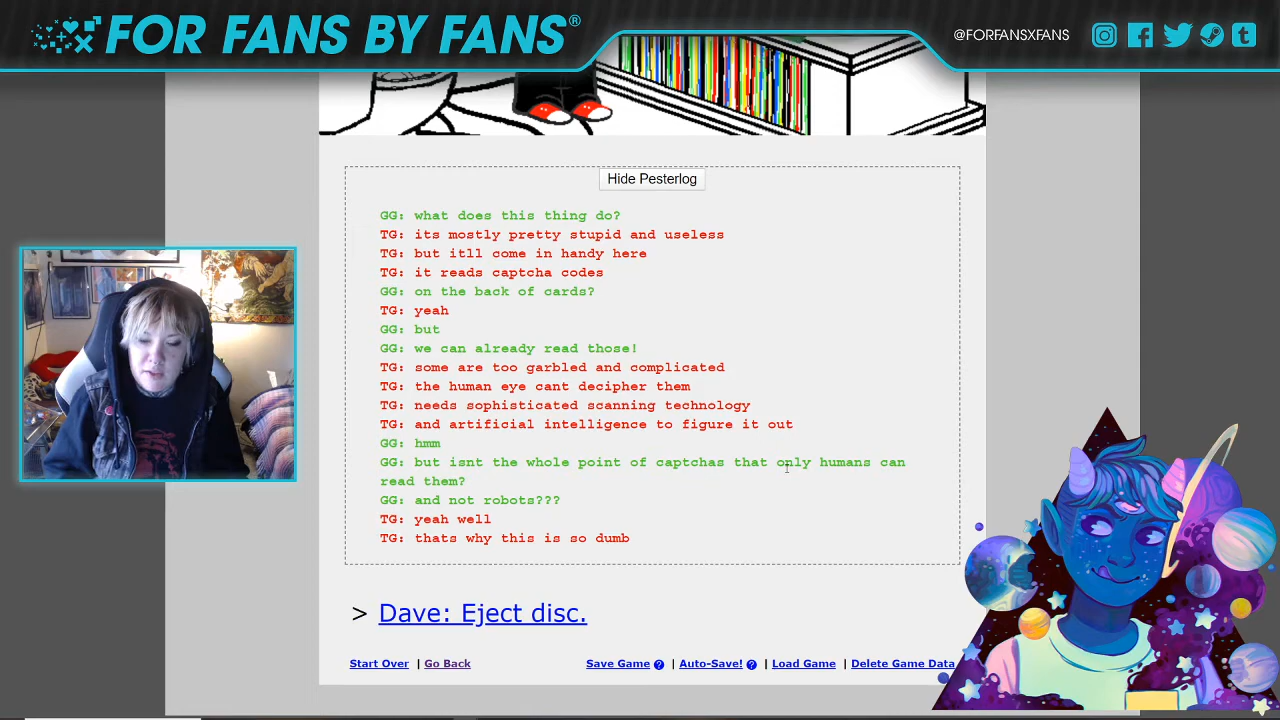 FOR FANS BY FANS®
@FORFANSXFANS
Hide Pesterlog
GG: what does this thing do?
TG: its mostly pretty stupid and useless
TG: but itll come in handy here
TG: it reads captcha codes
GG: on the back of cards?
TG: yeah
GG: but
GG: we can already read those!
TG: some are too garbled and complicated
TG: the human eye cant decipher them
TG: needs sophisticated scanning technology
TG: and artificial intelligence to figure it out
GG: hmm
GG: but isnt the whole point of captchas that only humans can
read them?
GG: and not robots???
TG: yeah well
TG: thats why this is so dumb
> Dave: Eject disc.
Start Over | Go Back Save Game ? | Auto-Save! ? | Load Game | Delete Game Data